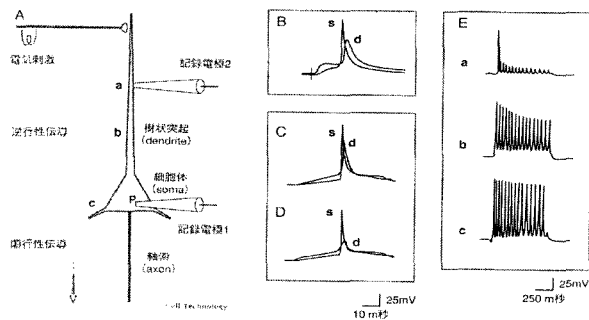 A
g
電気刺激
a
記録電極2
逆行性伝導
b
樹状突起
(dendrite)
細胞体
(soma)
c
P
記録電極1
順行性伝導
軸索
(axon)
Cell Technology
B
s
d
C
s
d
D
s
d
25mV
10 m秒
E
a
b
c
25mV
250 m秒